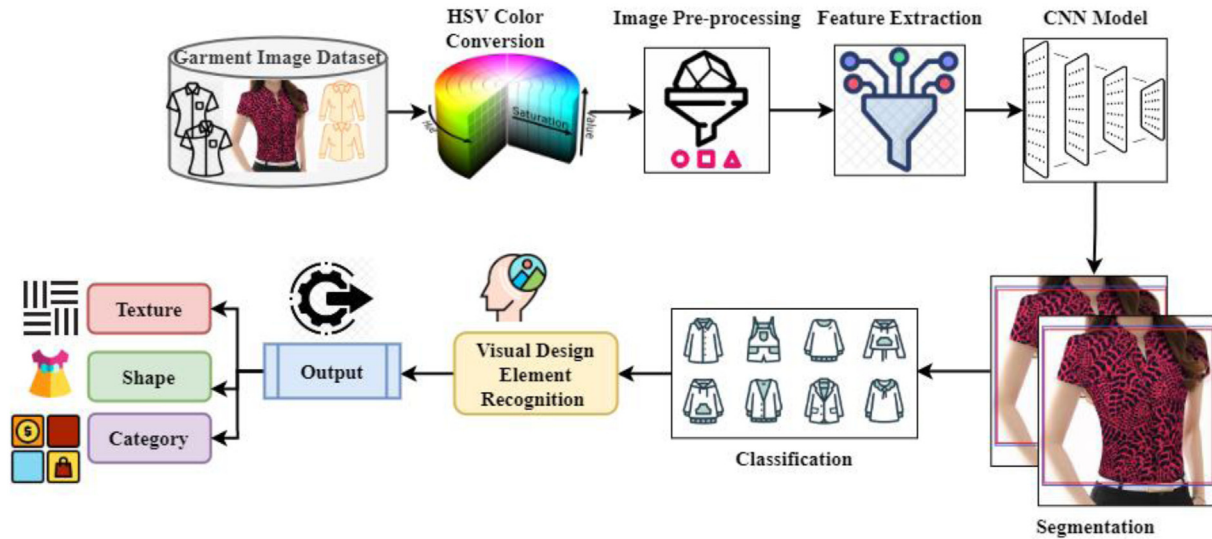 HSV Color
Conversion
Image Pre-processing
Feature Extraction
CNN Model
Garment Image Dataset
Hue
Saturation
Value
Texture
Shape
Category
$
Output
Visual Design
Element
Recognition
Classification
Segmentation